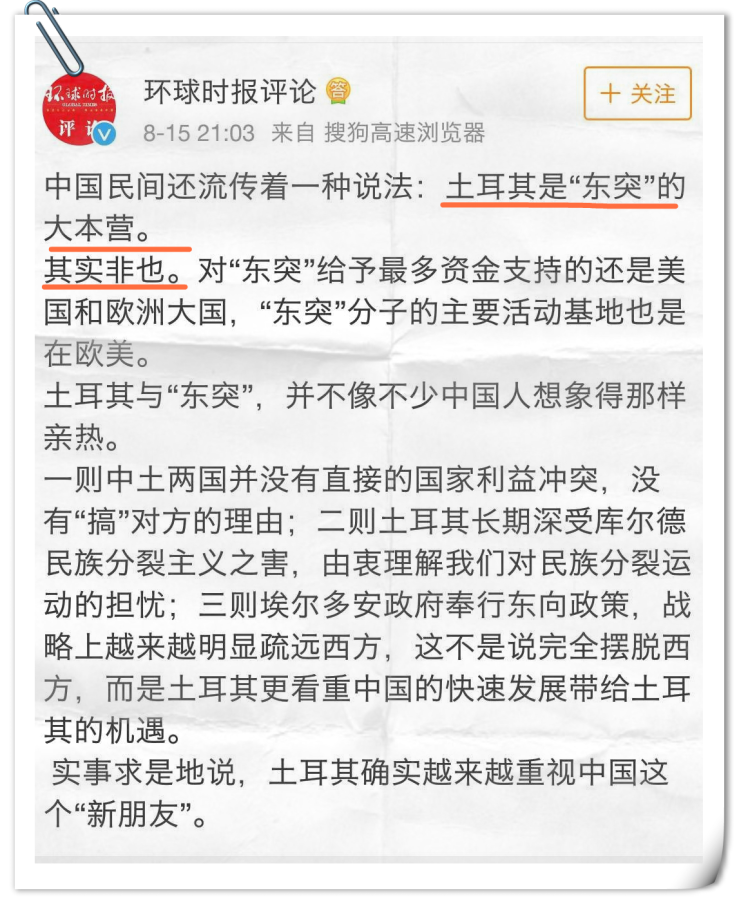 环球时报
GLOBAL TIMES
评论
环球时报评论 答
+ 关注
8-15 21:03 来自 搜狗高速浏览器
中国民间还流传着一种说法：土耳其是“东突”的
大本营。
其实非也。对“东突”给予最多资金支持的还是美
国和欧洲大国，“东突”分子的主要活动基地也是
在欧美。
土耳其与“东突”，并不像不少中国人想象得那样
亲热。
一则中土两国并没有直接的国家利益冲突，没
有“搞”对方的理由；二则土耳其长期深受库尔德
民族分裂主义之害，由衷理解我们对民族分裂运
动的担忧；三则埃尔多安政府奉行东向政策，战
略上越来越明显疏远西方，这不是说完全摆脱西
方，而是土耳其更看重中国的快速发展带给土耳
其的机遇。
实事求是地说，土耳其确实越来越重视中国这
个“新朋友”。